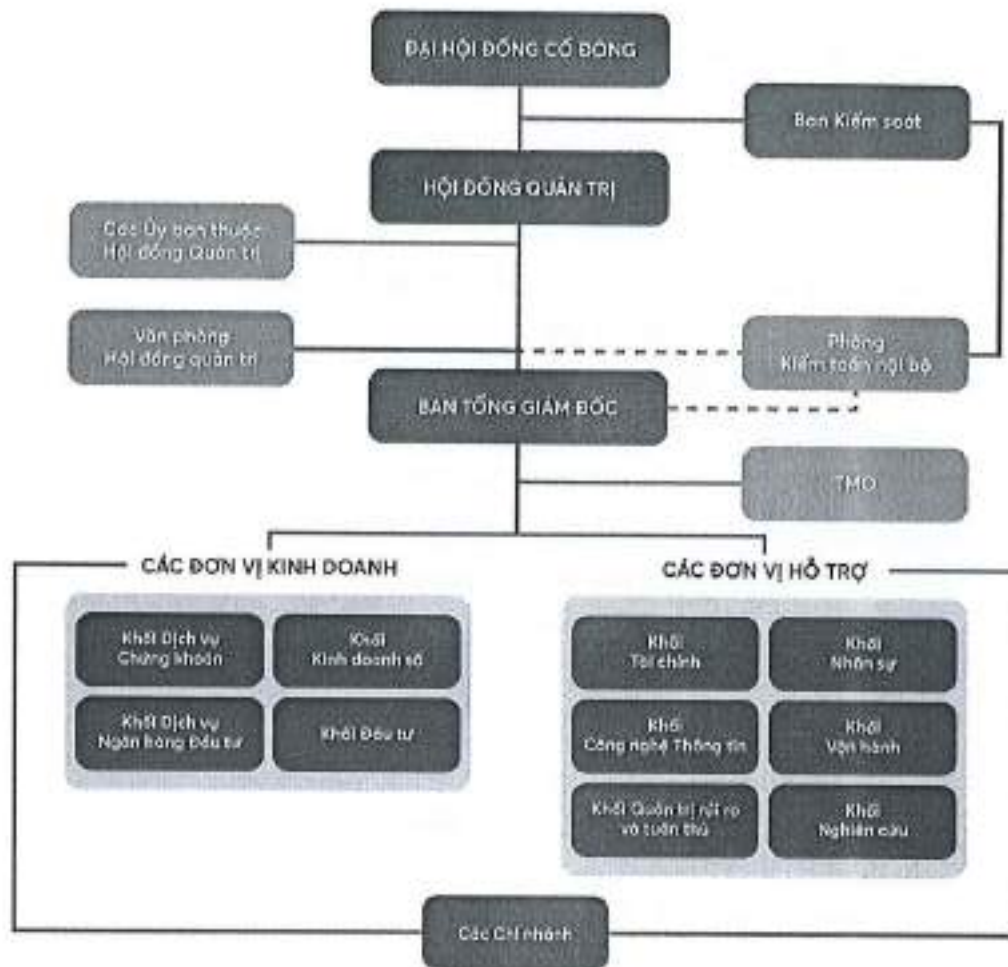 ĐẠI HỘI ĐỒNG CỔ ĐÔNG
Ban Kiểm soát
HỘI ĐỒNG QUẢN TRỊ
Các Ủy ban thuộc
Hội đồng Quản trị
Văn phòng
Hội đồng quản trị
Phòng
Kiểm toán nội bộ
BAN TỔNG GIÁM ĐỐC
TMO
CÁC ĐƠN VỊ KINH DOANH
Khối Dịch vụ
Chứng khoán
Khối
Kinh doanh số
Khối Dịch vụ
Ngân hàng Đầu tư
Khối Đầu tư
CÁC ĐƠN VỊ HỖ TRỢ
Khối
Tài chính
Khối
Nhân sự
Khối
Công nghệ Thông tin
Khối
Vận hành
Khối Quản trị rủi ro
và tuân thủ
Khối
Nghiên cứu
Các Chi nhánh